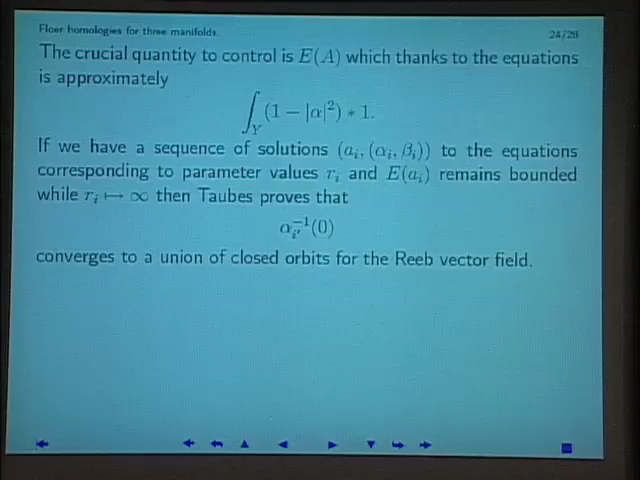 Floer homologies for three manifolds.
24/29
The crucial quantity to control is E(A) which thanks to the equations
is approximately
∫_Y (1 − |α|²) ∗ 1.
If we have a sequence of solutions (a_i, (α_i, β_i)) to the equations
corresponding to parameter values r_i and E(a_i) remains bounded
while r_i ↦ ∞ then Taubes proves that
α_{i'}^{−1}(0)
converges to a union of closed orbits for the Reeb vector field.